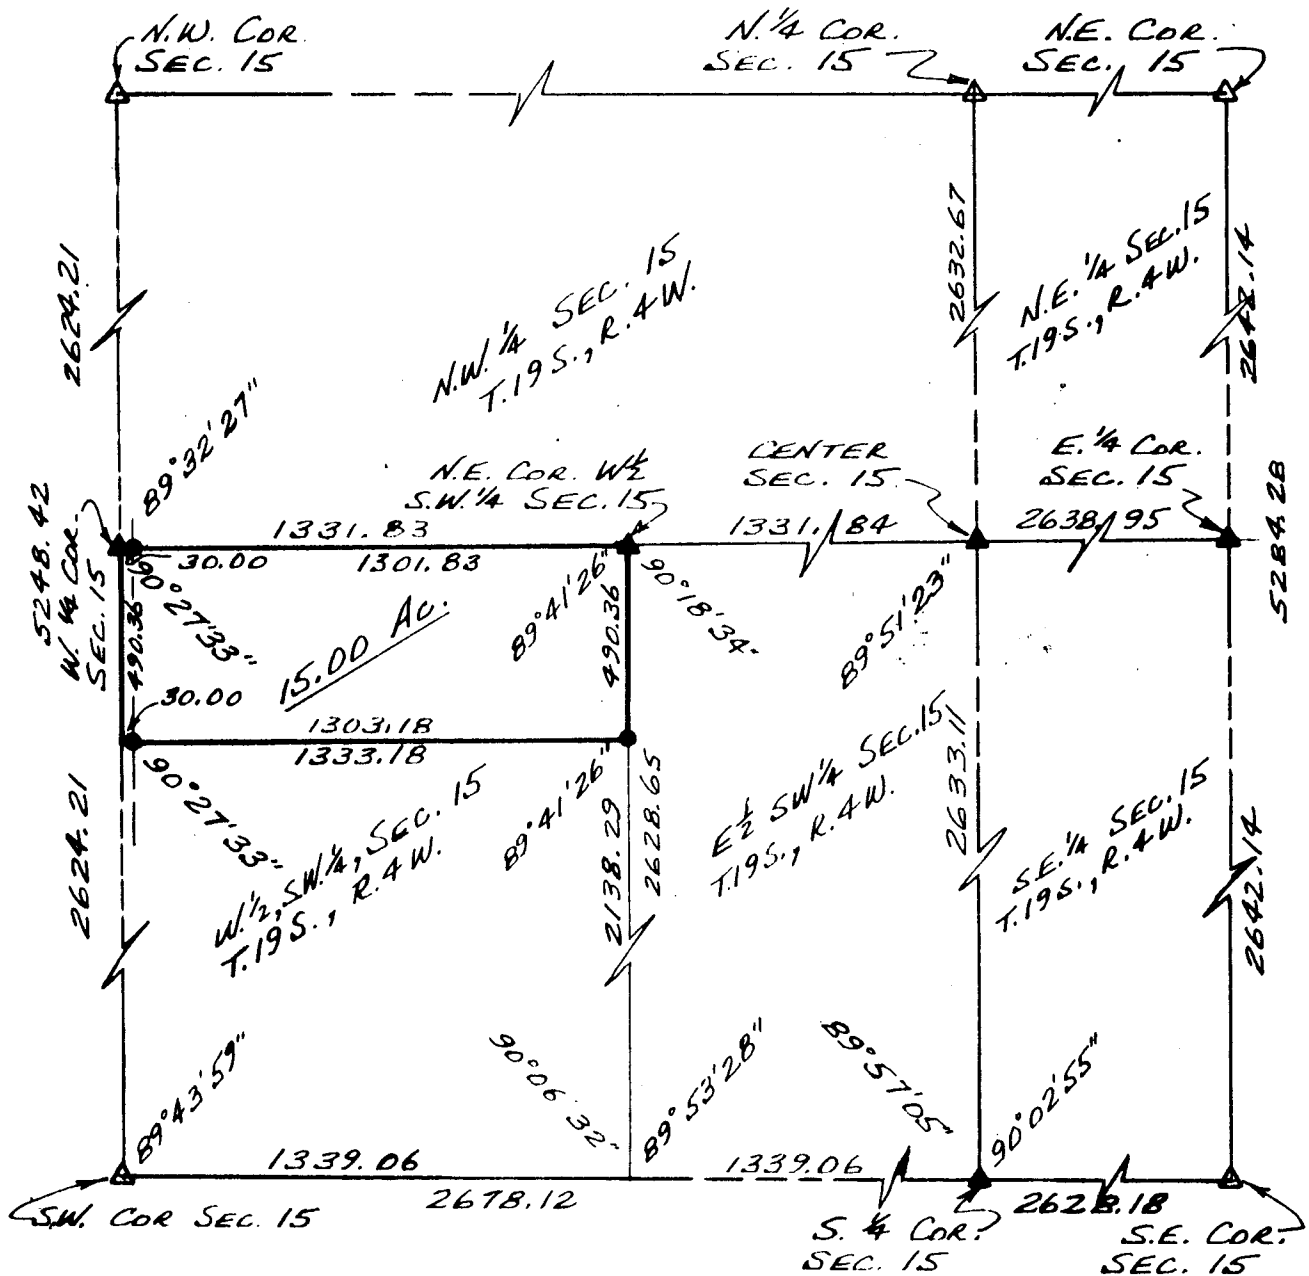 N.W. COR.
SEC. 15
N. 1/4 COR.
SEC. 15
N.E. COR.
SEC. 15
2624.21
N.W. 1/4 SEC. 15
T.19 S., R.4 W.
2632.67
N.E. 1/4 SEC. 15
T.19 S., R.4 W.
89°32'27"
N.E. COR. W 1/2
S.W. 1/4 SEC. 15
CENTER
SEC. 15
E. 1/4 COR.
SEC. 15
5248.42
W. 1/4 COR.
SEC. 15
1331.83
30.00
1301.83
1331.84
2638.95
5284.28
490.36
90°27'33"
15.00 Ac.
89°41'26"
490.36
90°18'34"
89°51'23"
30.00
1303.18
1333.18
2624.21
90°27'33"
89°41'26"
2138.29
2628.65
W. 1/2, S.W. 1/4, SEC. 15
T.19 S., R.4 W.
E 1/2 SW 1/4 SEC. 15
T.19 S., R.4 W.
2633.11
S.E. 1/4 SEC. 15
T.19 S., R.4 W.
2642.14
89°43'59"
90°06'32"
89°53'28"
89°57'05"
90°02'55"
1339.06
2678.12
1339.06
S.W. COR SEC. 15
S. 1/4 COR.
SEC. 15
S.E. COR.
SEC. 15